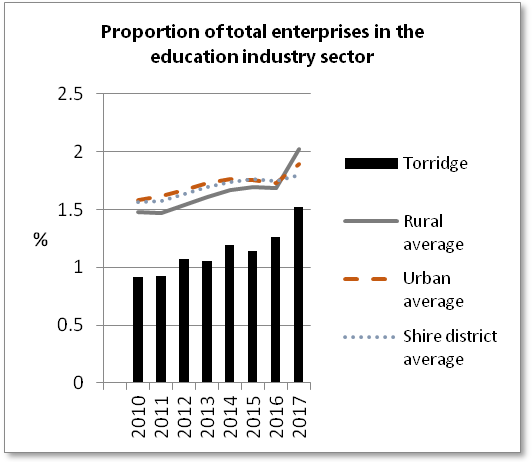 Proportion of total enterprises in the
education industry sector
2.5
2
1.5
1
0.5
0
%
2010
2011
2012
2013
2014
2015
2016
2017
Torridge
Rural
average
Urban
average
Shire district
average